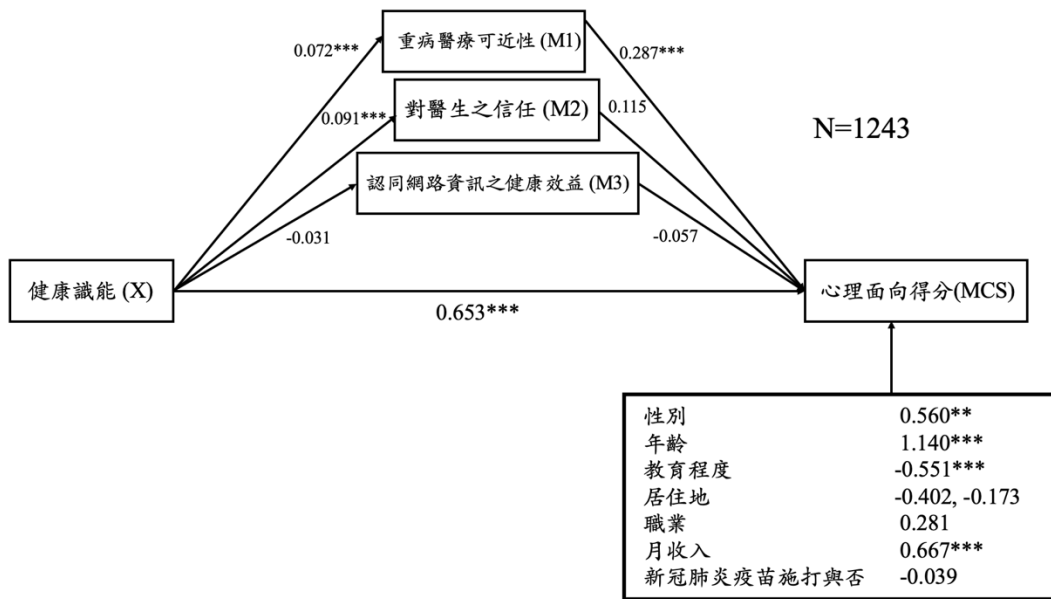 重病醫療可近性 (M1)
0.072***
0.287***
對醫生之信任 (M2)
0.091***
0.115
N=1243
認同網路資訊之健康效益 (M3)
-0.031
-0.057
健康識能 (X)
心理面向得分(MCS)
0.653***
性別 0.560**
年齡 1.140***
教育程度 -0.551***
居住地 -0.402, -0.173
職業 0.281
月收入 0.667***
新冠肺炎疫苗施打與否 -0.039